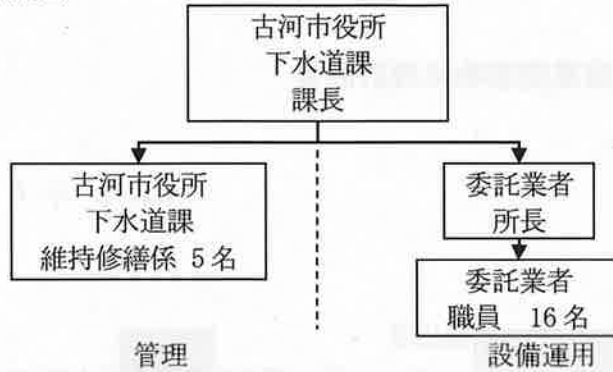 古河市役所
下水道課
課長
古河市役所
下水道課
維持修繕係 5名
委託業者
所長
委託業者
職員 16名
管理
設備運用